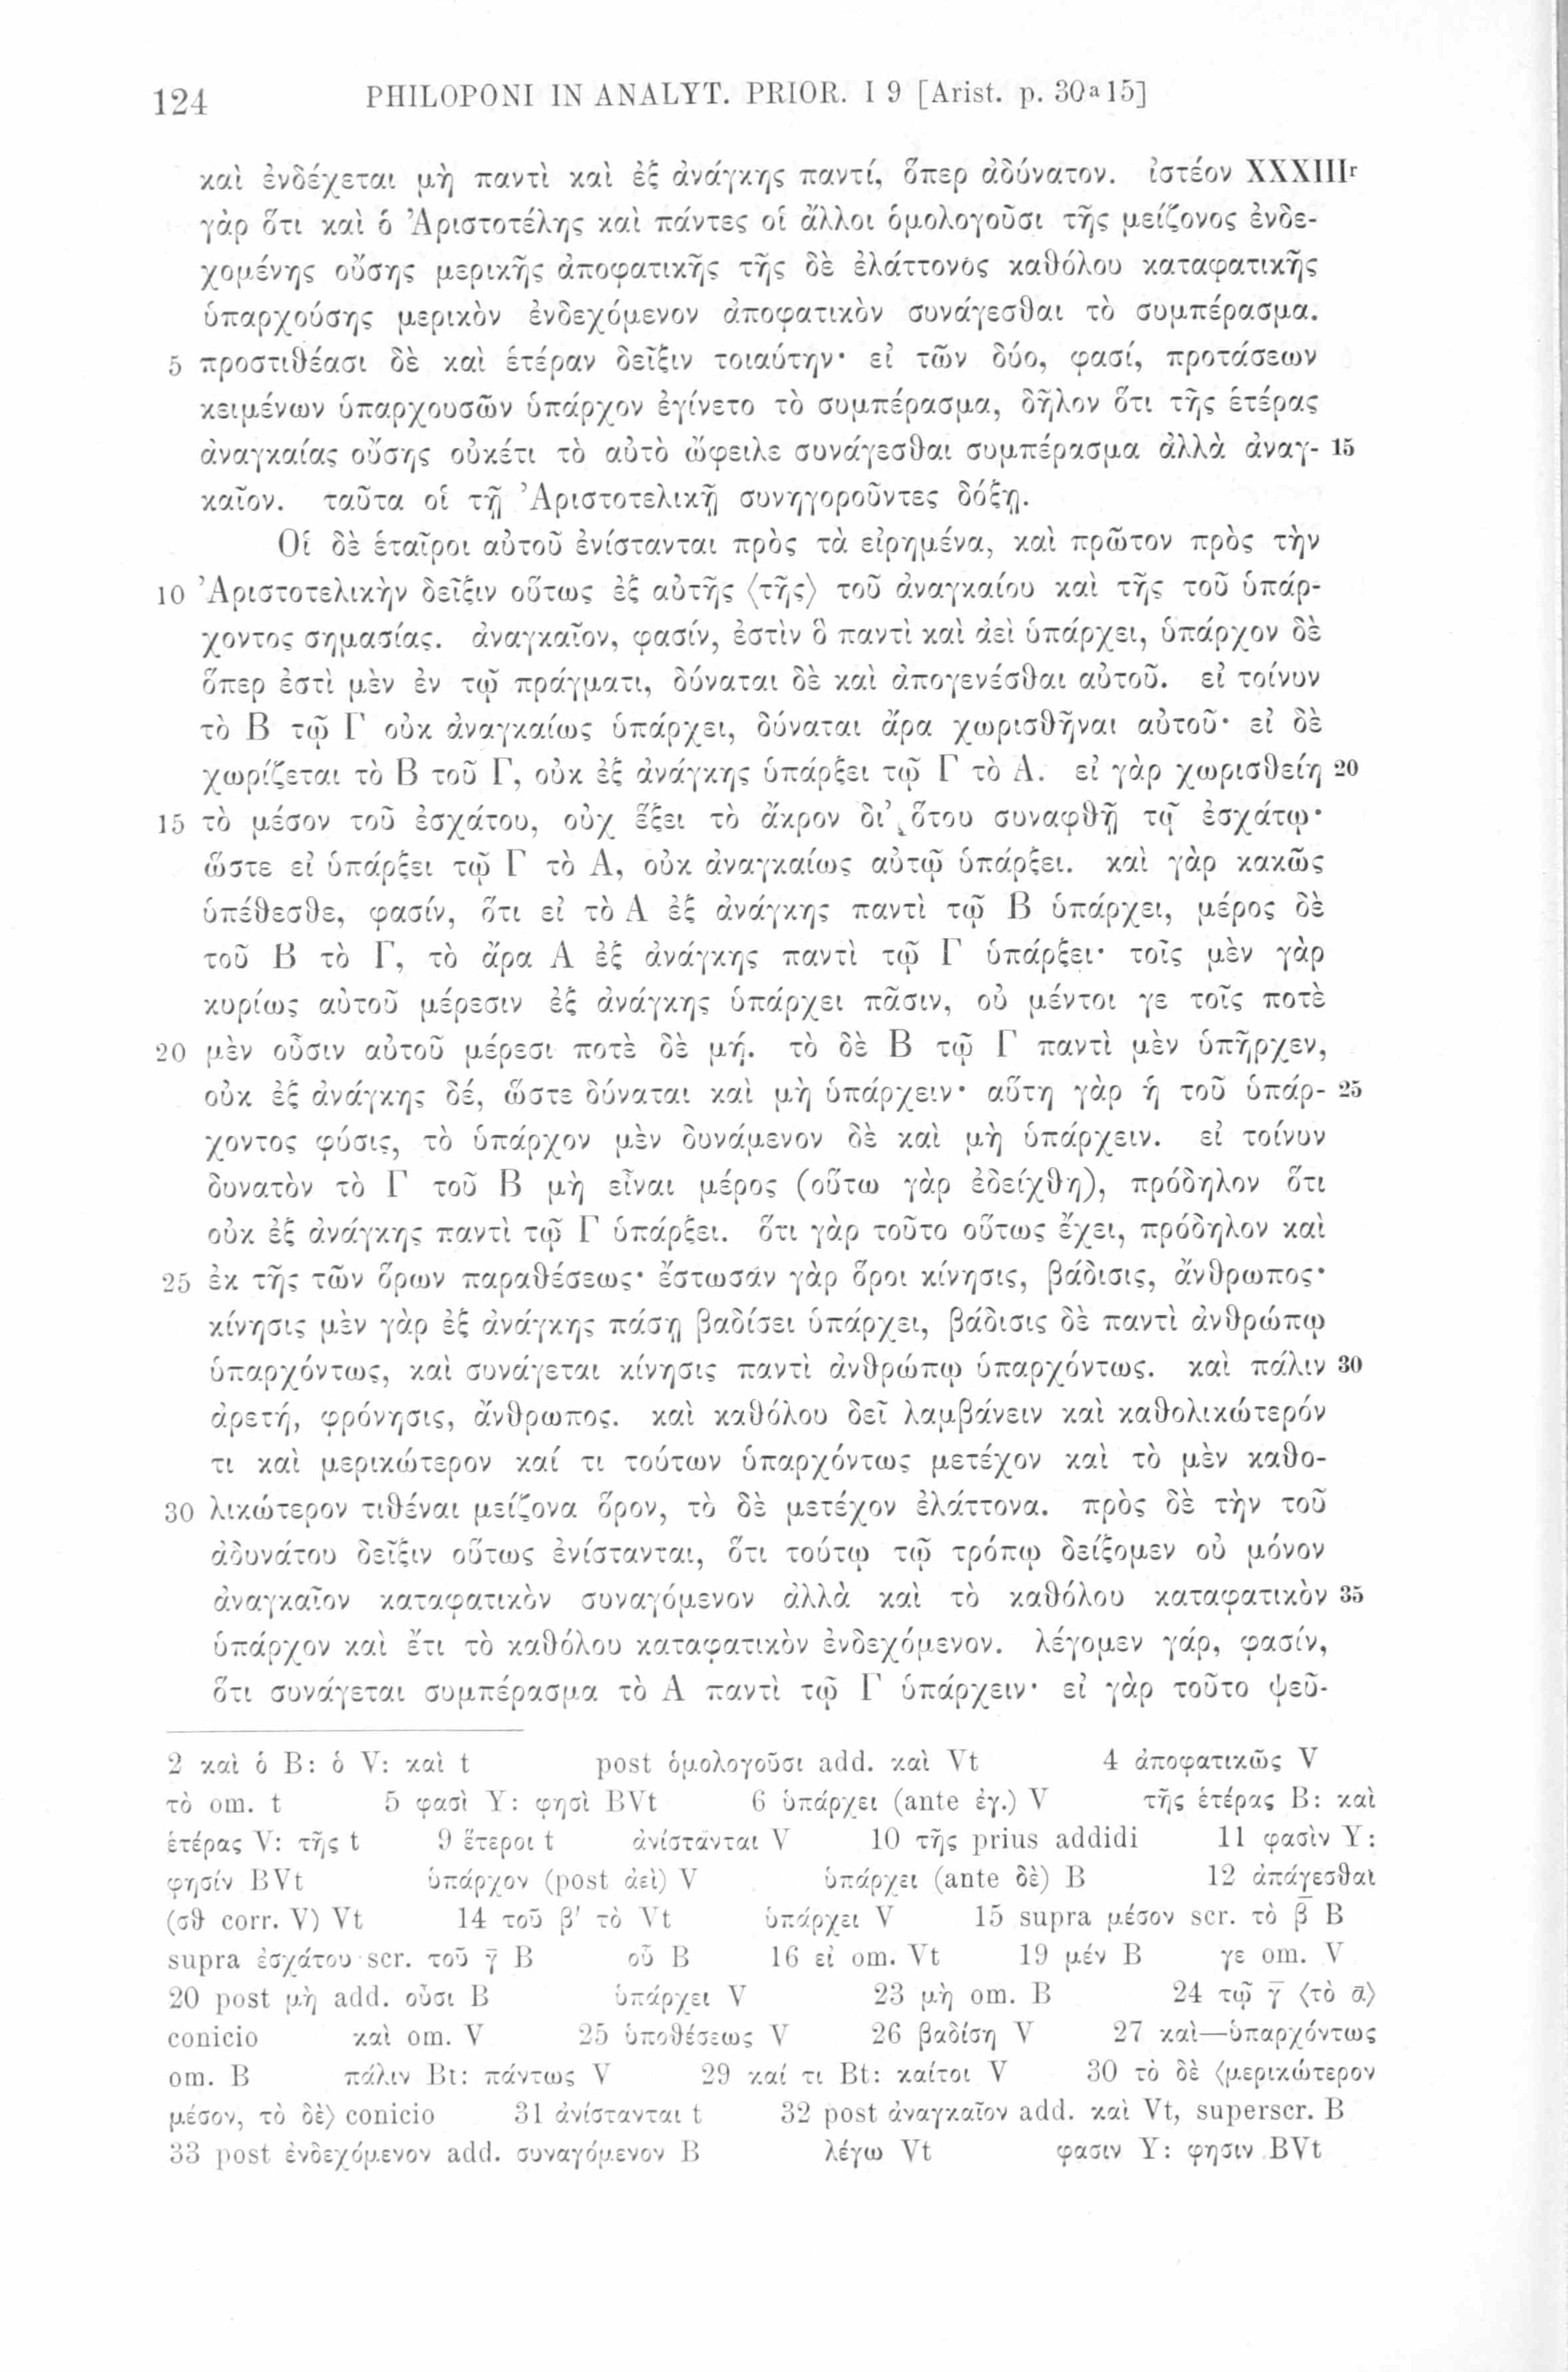 124 PHILOPONI IN ANALYT. PRIOR. I 9 [Arist. p. 30a15]
καὶ ἐνδέχεται μὴ παντὶ καὶ ἐξ ἀνάγκης παντί, ὅπερ ἀδύνατον. ἰστέον XXXIIIr
γὰρ ὅτι καὶ ὁ Ἀριστοτέλης καὶ πάντες οἱ ἄλλοι ὁμολογοῦσι τῆς μείζονος ἐνδε-
χομένης οὔσης μερικῆς ἀποφατικῆς τῆς δὲ ἐλάττονος καθόλου καταφατικῆς
ὑπαρχούσης μερικὸν ἐνδεχόμενον ἀποφατικὸν συνάγεσθαι τὸ συμπέρασμα.
5 προστιθέασι δὲ καὶ ἑτέραν δεῖξιν τοιαύτην· εἰ τῶν δύο, φασί, προτάσεων
κειμένων ὑπαρχουσῶν ὑπάρχον ἐγίνετο τὸ συμπέρασμα, δῆλον ὅτι τῆς ἑτέρας
ἀναγκαίας οὔσης οὐκέτι τὸ αὐτὸ ὤφειλε συνάγεσθαι συμπέρασμα ἀλλὰ ἀναγ- 15
καῖον. ταῦτα οἱ τῇ Ἀριστοτελικῇ συνηγοροῦντες δόξῃ.
Οἱ δὲ ἑταῖροι αὐτοῦ ἐνίστανται πρὸς τὰ εἰρημένα, καὶ πρῶτον πρὸς τὴν
10 Ἀριστοτελικὴν δεῖξιν οὕτως ἐξ αὐτῆς ⟨τῆς⟩ τοῦ ἀναγκαίου καὶ τῆς τοῦ ὑπάρ-
χοντος σημασίας. ἀναγκαῖον, φασίν, ἐστὶν ὃ παντὶ καὶ ἀεὶ ὑπάρχει, ὑπάρχον δὲ
ὅπερ ἐστὶ μὲν ἐν τῷ πράγματι, δύναται δὲ καὶ ἀπογενέσθαι αὐτοῦ. εἰ τοίνυν
τὸ Β τῷ Γ οὐκ ἀναγκαίως ὑπάρχει, δύναται ἄρα χωρισθῆναι αὐτοῦ· εἰ δὲ
χωρίζεται τὸ Β τοῦ Γ, οὐκ ἐξ ἀνάγκης ὑπάρξει τῷ Γ τὸ Α. εἰ γὰρ χωρισθείη 20
15 τὸ μέσον τοῦ ἐσχάτου, οὐχ ἕξει τὸ ἄκρον δι’ ὅτου συναφθῇ τῷ ἐσχάτῳ·
ὥστε εἰ ὑπάρξει τῷ Γ τὸ Α, οὐκ ἀναγκαίως αὐτῷ ὑπάρξει. καὶ γὰρ κακῶς
ὑπέθεσθε, φασίν, ὅτι εἰ τὸ Α ἐξ ἀνάγκης παντὶ τῷ Β ὑπάρχει, μέρος δὲ
τοῦ Β τὸ Γ, τὸ ἄρα Α ἐξ ἀνάγκης παντὶ τῷ Γ ὑπάρξει· τοῖς μὲν γὰρ
κυρίως αὐτοῦ μέρεσιν ἐξ ἀνάγκης ὑπάρχει πᾶσιν, οὐ μέντοι γε τοῖς ποτὲ
20 μὲν οὖσιν αὐτοῦ μέρεσι ποτὲ δὲ μή. τὸ δὲ Β τῷ Γ παντὶ μὲν ὑπῆρχεν,
οὐκ ἐξ ἀνάγκης δέ, ὥστε δύναται καὶ μὴ ὑπάρχειν· αὕτη γὰρ ἡ τοῦ ὑπάρ- 25
χοντος φύσις, τὸ ὑπάρχον μὲν δυνάμενον δὲ καὶ μὴ ὑπάρχειν. εἰ τοίνυν
δυνατὸν τὸ Γ τοῦ Β μὴ εἶναι μέρος (οὕτω γὰρ ἐδείχθη), πρόδηλον ὅτι
οὐκ ἐξ ἀνάγκης παντὶ τῷ Γ ὑπάρξει. ὅτι γὰρ τοῦτο οὕτως ἔχει, πρόδηλον καὶ
25 ἐκ τῆς τῶν ὅρων παραθέσεως· ἔστωσαν γὰρ ὅροι κίνησις, βάδισις, ἄνθρωπος·
κίνησις μὲν γὰρ ἐξ ἀνάγκης πάσῃ βαδίσει ὑπάρχει, βάδισις δὲ παντὶ ἀνθρώπῳ
ὑπαρχόντως, καὶ συνάγεται κίνησις παντὶ ἀνθρώπῳ ὑπαρχόντως. καὶ πάλιν 30
ἀρετή, φρόνησις, ἄνθρωπος. καὶ καθόλου δεῖ λαμβάνειν καὶ καθολικώτερόν
τι καὶ μερικώτερον καί τι τούτων ὑπαρχόντως μετέχον καὶ τὸ μὲν καθο-
30 λικώτερον τιθέναι μείζονα ὅρον, τὸ δὲ μετέχον ἐλάττονα. πρὸς δὲ τὴν τοῦ
ἀδυνάτου δεῖξιν οὕτως ἐνίστανται, ὅτι τούτῳ τῷ τρόπῳ δείξομεν οὐ μόνον
ἀναγκαῖον καταφατικὸν συναγόμενον ἀλλὰ καὶ τὸ καθόλου καταφατικὸν 35
ὑπάρχον καὶ ἔτι τὸ καθόλου καταφατικὸν ἐνδεχόμενον. λέγομεν γάρ, φασίν,
ὅτι συνάγεται συμπέρασμα τὸ Α παντὶ τῷ Γ ὑπάρχειν· εἰ γὰρ τοῦτο ψεῦ-
2 καὶ ὁ B: ὁ V: καὶ t post ὁμολογοῦσι add. καὶ Vt 4 ἀποφατικῶς V
τὸ om. t 5 φασὶ Y: φησὶ BVt 6 ὑπάρχει (ante ἐγ.) V τῆς ἑτέρας B: καὶ
ἑτέρας V: τῆς t 9 ἕτεροι t ἀνίστανται V 10 τῆς prius addidi 11 φασὶν Y:
φησίν BVt ὑπάρχον (post ἀεὶ) V ὑπάρχει (ante δὲ) B 12 ἀπάγεσθαι
(σθ corr. V) Vt 14 τοῦ β′ τὸ Vt ὑπάρχει V 15 supra μέσον scr. τὸ β̄ B
supra ἐσχάτου scr. τοῦ γ̄ B οὗ B 16 εἰ om. Vt 19 μέν B γε om. V
20 post μὴ add. οὖσι B ὑπάρχει V 23 μὴ om. B 24 τῷ γ̄ ⟨τὸ ᾱ⟩
conicio καὶ om. V 25 ὑποθέσεως V 26 βαδίση V 27 καὶ—ὑπαρχόντως
om. B πάλιν Bt: πάντως V 29 καί τι Bt: καίτοι V 30 τὸ δὲ ⟨μερικώτερον
μέσον, τὸ δὲ⟩ conicio 31 ἀνίστανται t 32 post ἀναγκαῖον add. καὶ Vt, superscr. B
33 post ἐνδεχόμενον add. συναγόμενον B λέγω Vt φασιν Y: φησιν BVt